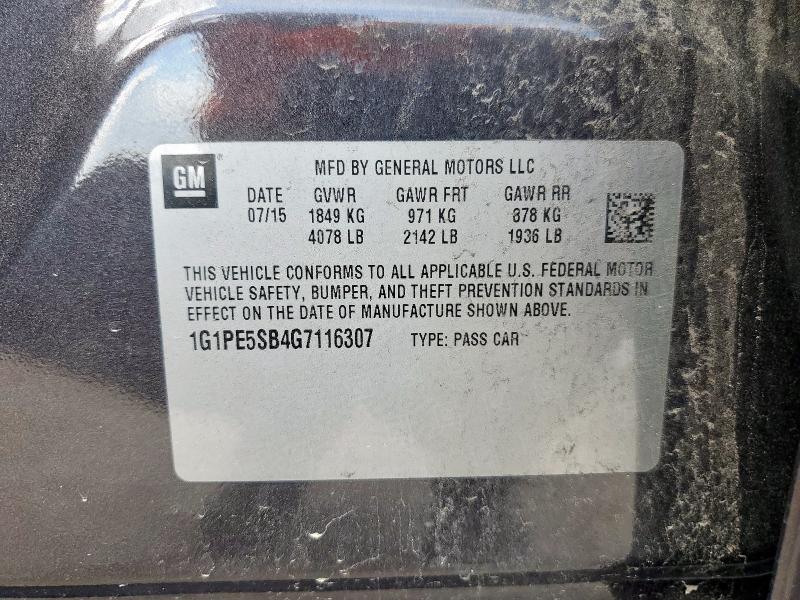 GM®
MFD BY GENERAL MOTORS LLC
DATE GVWR GAWR FRT GAWR RR
07/15 1849 KG 971 KG 878 KG
4078 LB 2142 LB 1936 LB
THIS VEHICLE CONFORMS TO ALL APPLICABLE U.S. FEDERAL MOTOR
VEHICLE SAFETY, BUMPER, AND THEFT PREVENTION STANDARDS IN
EFFECT ON THE DATE OF MANUFACTURE SHOWN ABOVE.
1G1PE5SB4G7116307 TYPE: PASS CAR